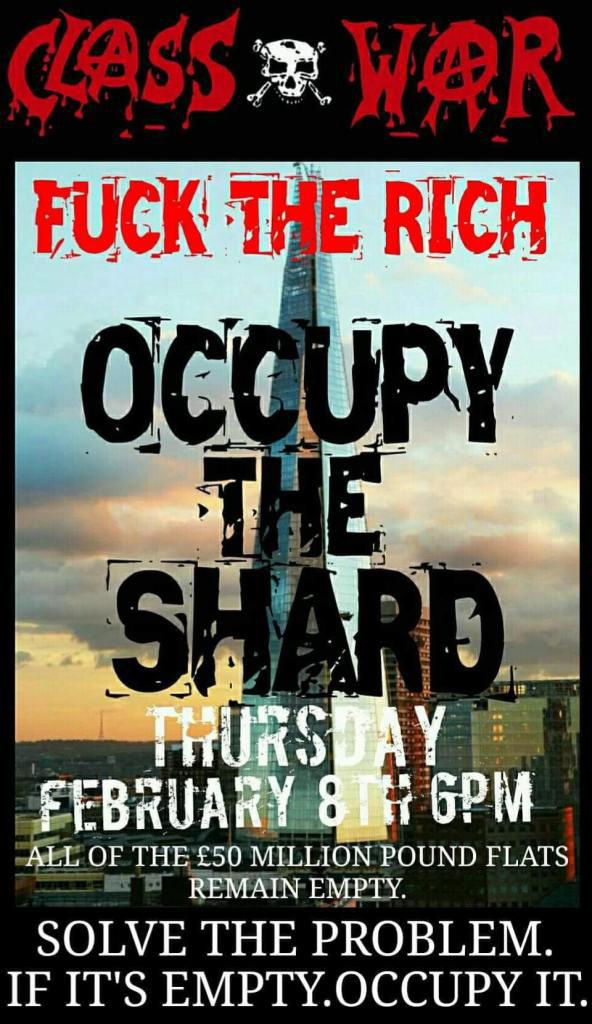 CLASS WAR
FUCK THE RICH
OCCUPY
THE
SHARD
THURSDAY
FEBRUARY 8TH 6PM
ALL OF THE £50 MILLION POUND FLATS
REMAIN EMPTY.
SOLVE THE PROBLEM.
IF IT'S EMPTY.OCCUPY IT.